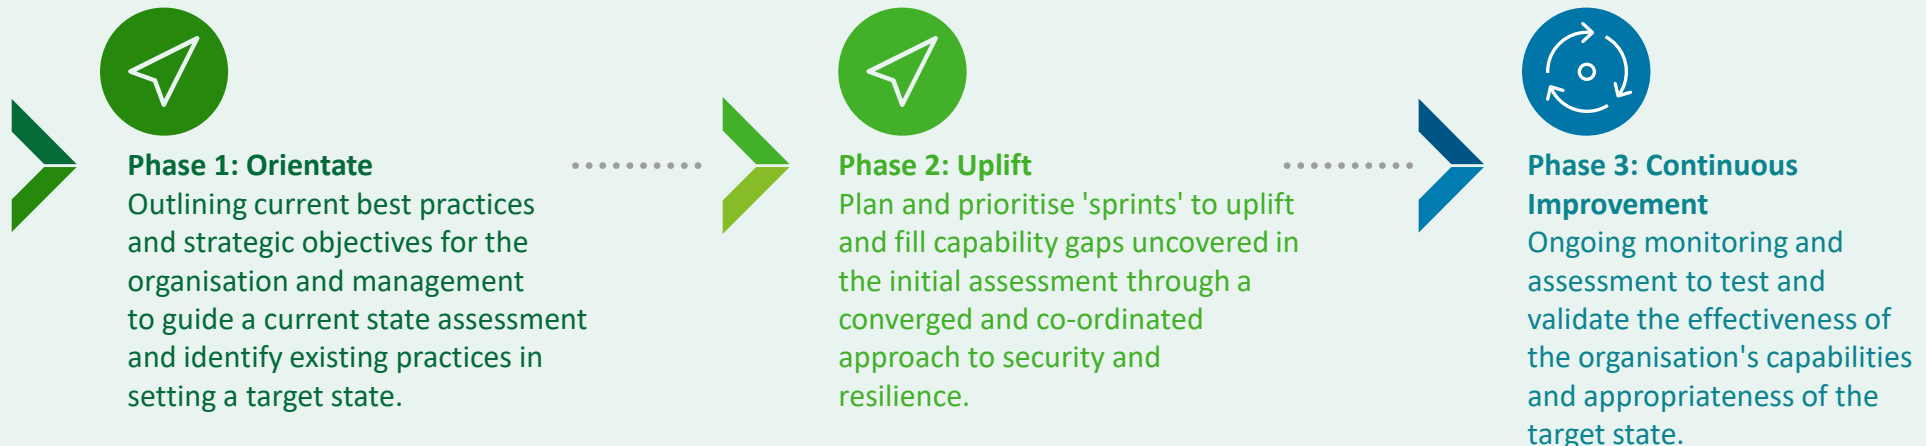 Phase 1: Orientate
Outlining current best practices
and strategic objectives for the
organisation and management
to guide a current state assessment
and identify existing practices in
setting a target state.
Phase 2: Uplift
Plan and prioritise 'sprints' to uplift
and fill capability gaps uncovered in
the initial assessment through a
converged and co-ordinated
approach to security and
resilience.
Phase 3: Continuous
Improvement
Ongoing monitoring and
assessment to test and
validate the effectiveness of
the organisation's capabilities
and appropriateness of the
target state.